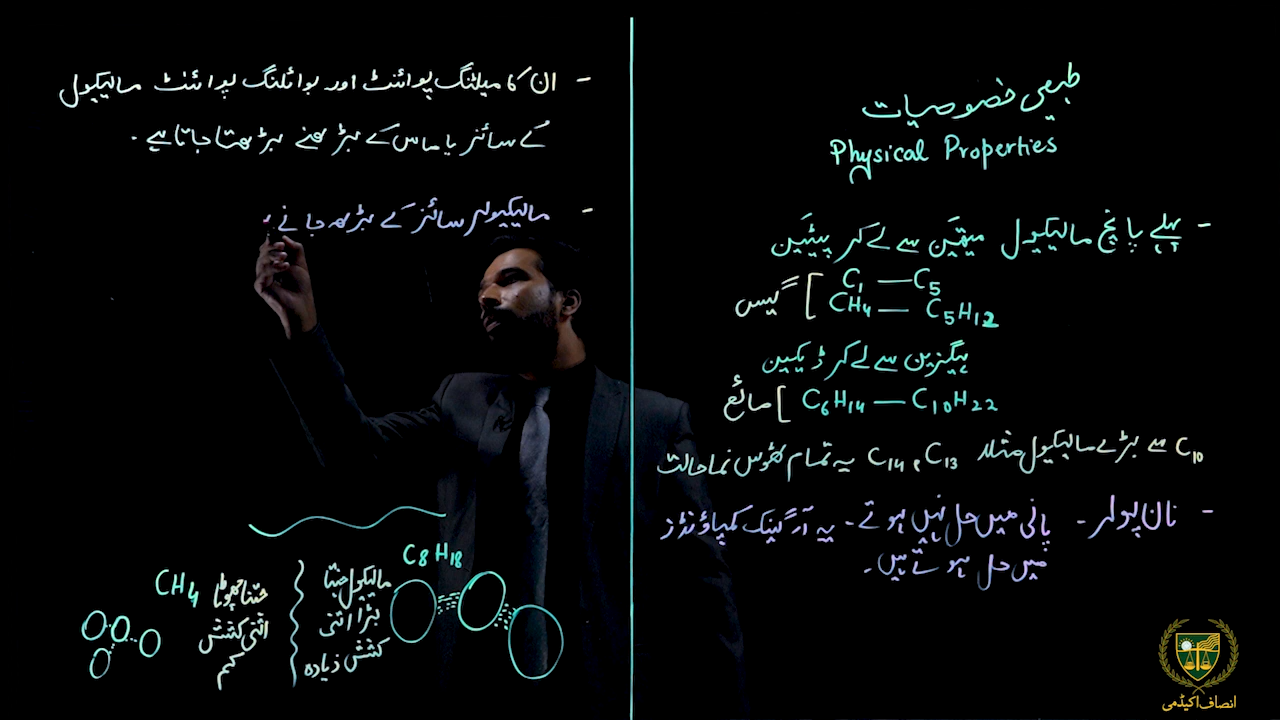 طبعی خصوصیات
Physical Properties
- پہلے پانچ مالیکیول میتھین سے لے کر پینٹین
C₁ — C₅
گیس [ CH₄ — C₅H₁₂
ہیگزین سے لے کر ڈیکین
مائع [ C₆H₁₄ — C₁₀H₂₂
C₁₀ سے بڑے مالیکیول مثلاً C₁₃ , C₁₄ یہ تمام ٹھوس نما حالت
- نان پولر - پانی میں حل نہیں ہوتے - یہ آرگینک کمپاؤنڈز
میں حل ہوتے ہیں -
- ان کا میلٹنگ پوائنٹ اور بوائلنگ پوائنٹ مالیکیول
کے سائز یا ماس کے بڑھنے بڑھتا جاتا ہے -
- مالیکیولر سائز کے بڑھ جانے
C8 H18
مالیکیول جتنا
بڑا اتنی
کشش زیادہ
CH4
جتنا چھوٹا
اتنی کشش
کم
انصاف اکیڈمی